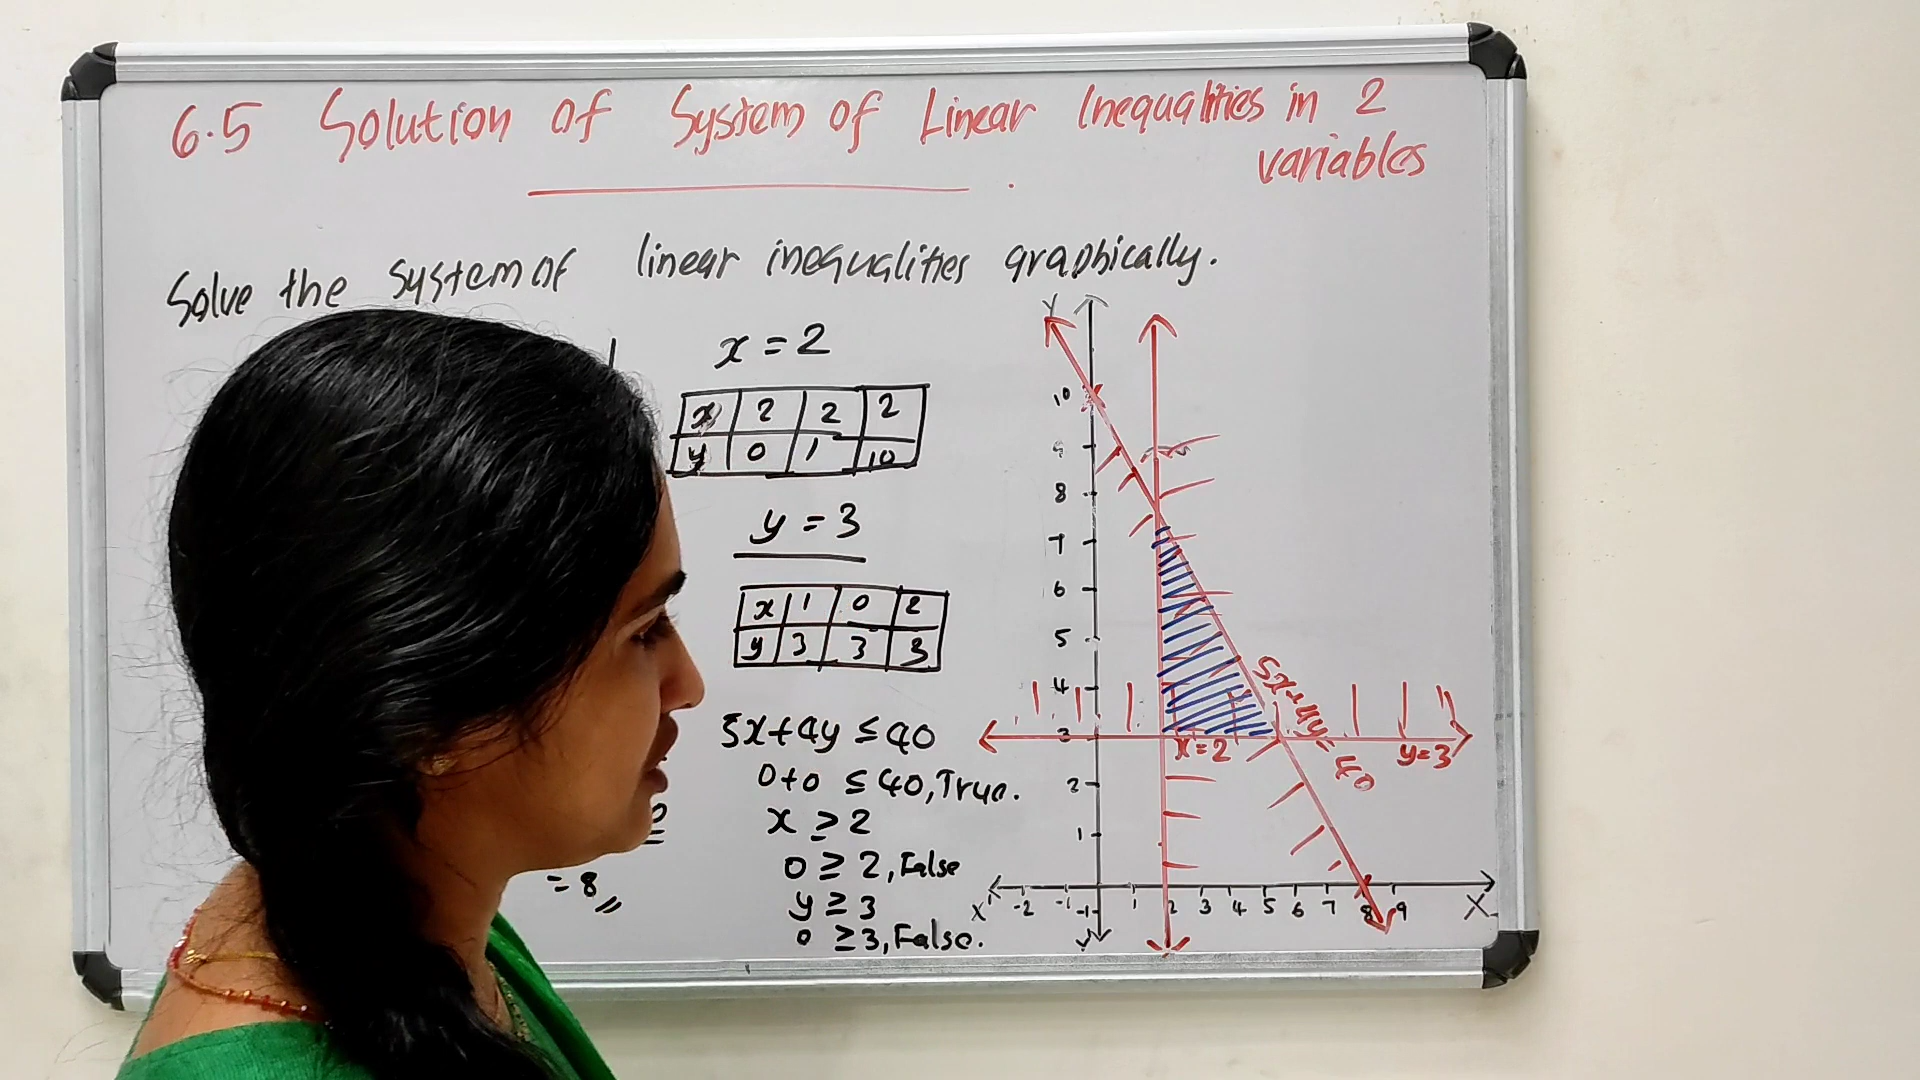 6.5 Solution of System of Linear Inequalities in 2
variables
Solve the system of linear inequalities graphically.
x = 2
x 2 2 2
y 0 1 10
y = 3
x 1 0 2
y 3 3 3
5x+4y ≤ 40
0+0 ≤ 40, True.
x ≥ 2
0 ≥ 2, False
y ≥ 3
0 ≥ 3, False.
= 8
Y
10
9
8
7
6
5
4
3
2
1
-1
Y'
X'
-2 -1 1 2 3 4 5 6 7 8 9
X
x=2
5x+4y=40
y=3